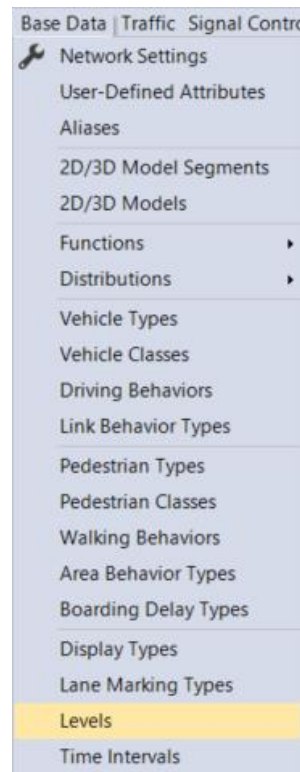 Base Data Traffic Signal Contro
Network Settings
User-Defined Attributes
Aliases
2D/3D Model Segments
2D/3D Models
Functions
Distributions
Vehicle Types
Vehicle Classes
Driving Behaviors
Link Behavior Types
Pedestrian Types
Pedestrian Classes
Walking Behaviors
Area Behavior Types
Boarding Delay Types
Display Types
Lane Marking Types
Levels
Time Intervals